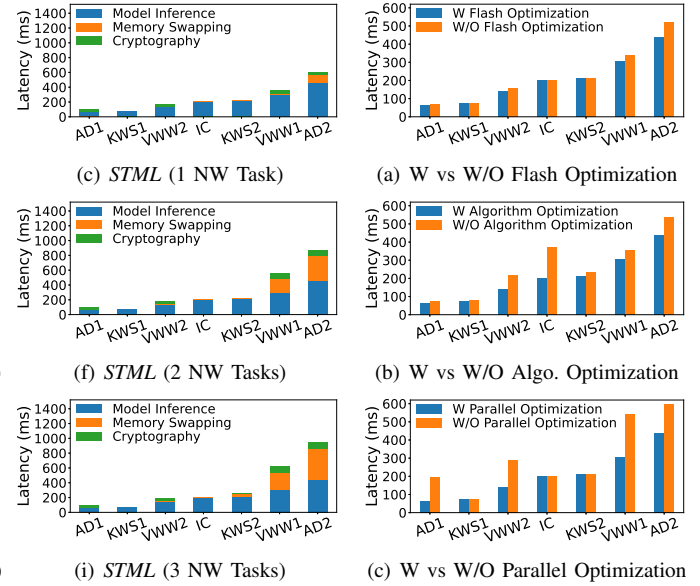 1400
1200
1000
800
600
400
200
0
Latency (ms)
Model Inference
Memory Swapping
Cryptography
AD1 KWS1 VWW2 IC KWS2 VWW1 AD2
(c) STML (1 NW Task)
600
500
400
300
200
100
0
Latency (ms)
W Flash Optimization
W/O Flash Optimization
AD1 KWS1 VWW2 IC KWS2 VWW1 AD2
(a) W vs W/O Flash Optimization
1400
1200
1000
800
600
400
200
0
Latency (ms)
Model Inference
Memory Swapping
Cryptography
AD1 KWS1 VWW2 IC KWS2 VWW1 AD2
(f) STML (2 NW Tasks)
600
500
400
300
200
100
0
Latency (ms)
W Algorithm Optimization
W/O Algorithm Optimization
AD1 KWS1 VWW2 IC KWS2 VWW1 AD2
(b) W vs W/O Algo. Optimization
1400
1200
1000
800
600
400
200
0
Latency (ms)
Model Inference
Memory Swapping
Cryptography
AD1 KWS1 VWW2 IC KWS2 VWW1 AD2
(i) STML (3 NW Tasks)
600
500
400
300
200
100
0
Latency (ms)
W Parallel Optimization
W/O Parallel Optimization
AD1 KWS1 VWW2 IC KWS2 VWW1 AD2
(c) W vs W/O Parallel Optimization